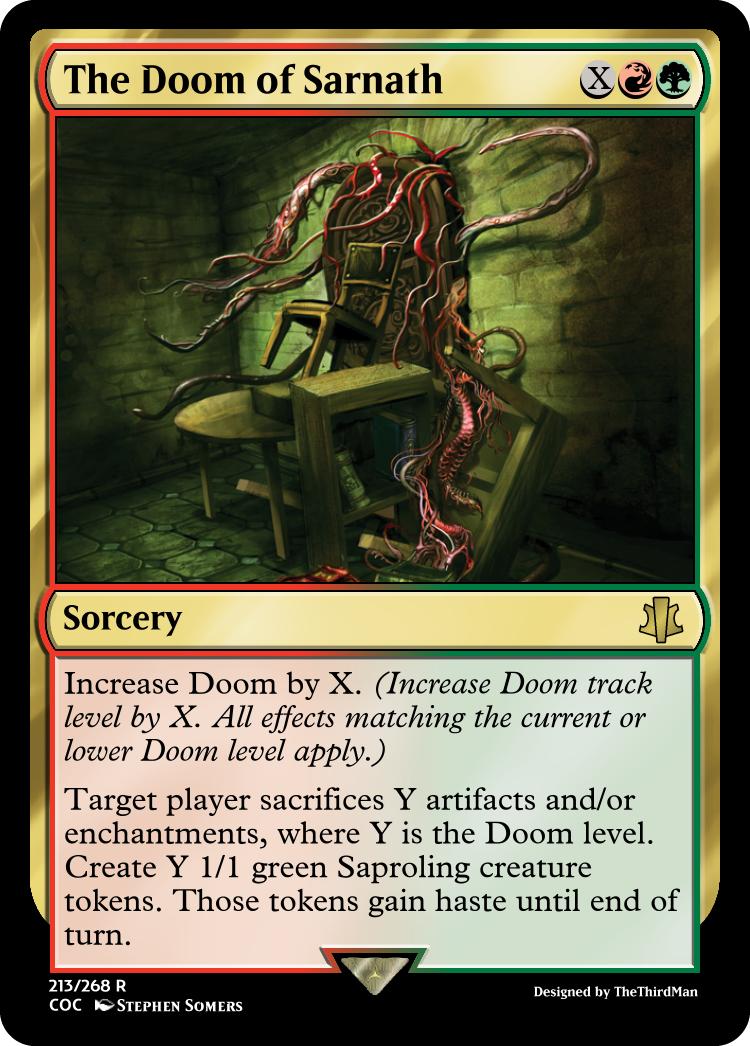 The Doom of Sarnath
X
Sorcery
Increase Doom by X. (Increase Doom track
level by X. All effects matching the current or
lower Doom level apply.)
Target player sacrifices Y artifacts and/or
enchantments, where Y is the Doom level.
Create Y 1/1 green Saproling creature
tokens. Those tokens gain haste until end of
turn.
213/268 R
COC Stephen Somers
Designed by TheThirdMan